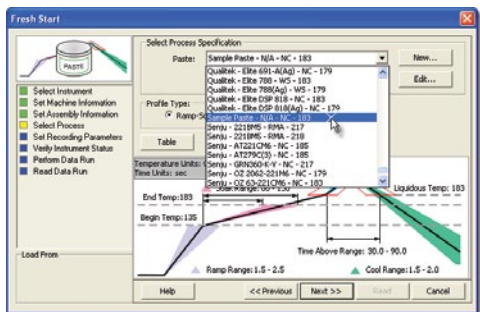 Fresh Start
PASTE
Select Instrument
Set Machine Information
Set Assembly Information
Select Process
Set Recording Parameters
Verify Instrument Status
Perform Data Run
Read Data Run
Load From
Select Process Specification
Paste:
Sample Paste - N/A - NC - 183
New...
Edit...
Qualitek - Elite 691-A(Ag) - NC - 179
Qualitek - Elite 788 - WS - 183
Qualitek - Elite 788(Ag) - WS - 179
Qualitek - Elite DSP 818 - NC - 183
Qualitek - Elite DSP 818(Ag) - NC - 179
Sample Paste - N/A - NC - 183
Senju - 221BM5 - RMA - 217
Senju - 221BM5 - RMA - 218
Senju - AT221CM6 - NC - 185
Senju - AT279C(3) - NC - 185
Senju - GRN360-K-V - NC - 217
Senju - OZ 2062-221M6 - NC - 179
Senju - OZ 63-221CM6 - NC - 183
Profile Type:
Ramp-S
Table
Temperature Units:
Time Units: sec
End Temp:183
Liquidous Temp: 183
Begin Temp:135
Time Above Range: 30.0 - 90.0
Ramp Range: 1.5 - 2.5
Cool Range: 1.5 - 2.0
Help
<< Previous
Next >>
Read
Cancel